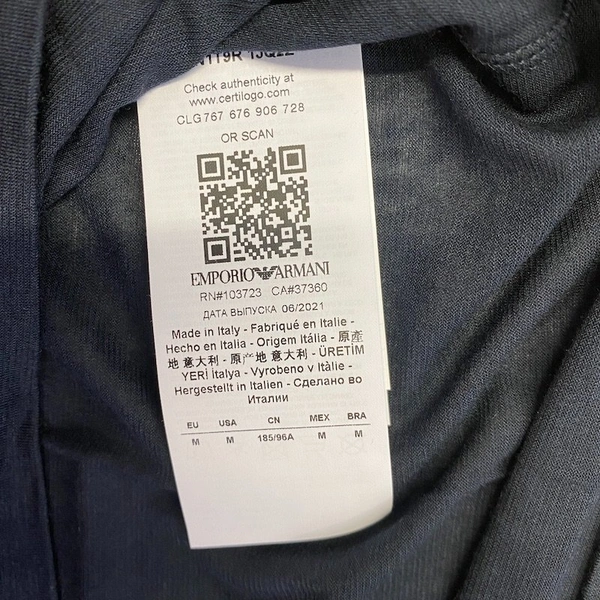 Check authenticity at
www.certilogo.com
CLG 767 676 906 728
OR SCAN
EMPORIO ARMANI
RN#103723 CA#37360
ДАТА ВЫПУСКА 06/2021
Made in Italy - Fabriqué en Italie -
Hecho en Italia - Origem Itália - 原產
地 意大利 - 原产地 意大利 - ÜRETİM
YERİ İtalya - Vyrobeno v Itálie -
Hergestellt in Italien - Сделано во
Италии
EU USA CN MEX BRA
M M 185/96A M M